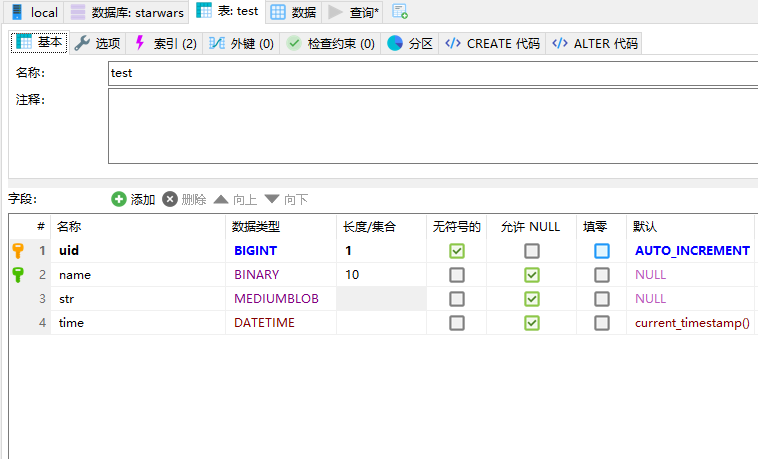 local 数据库: starwars 表: test 数据 查询*
基本 选项 索引 (2) 外键 (0) 检查约束 (0) 分区 </> CREATE 代码 </> ALTER 代码
名称: test
注释:
字段: 添加 删除 向上 向下
# 名称 数据类型 长度/集合 无符号的 允许 NULL 填零 默认
1 uid BIGINT 1 AUTO_INCREMENT
2 name BINARY 10 NULL
3 str MEDIUMBLOB NULL
4 time DATETIME current_timestamp()